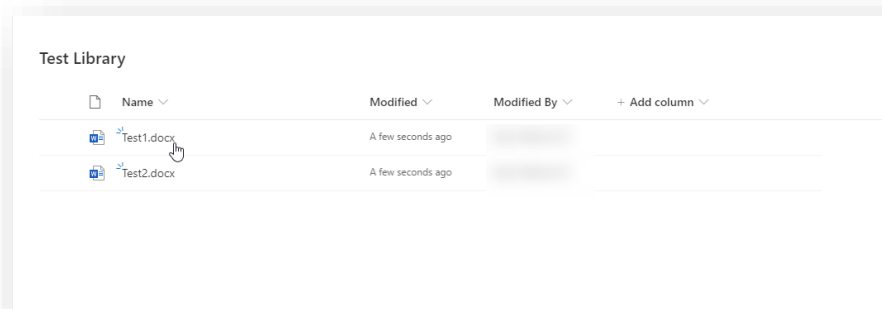 Test Library
Name Modified Modified By + Add column
Test1.docx A few seconds ago
Test2.docx A few seconds ago